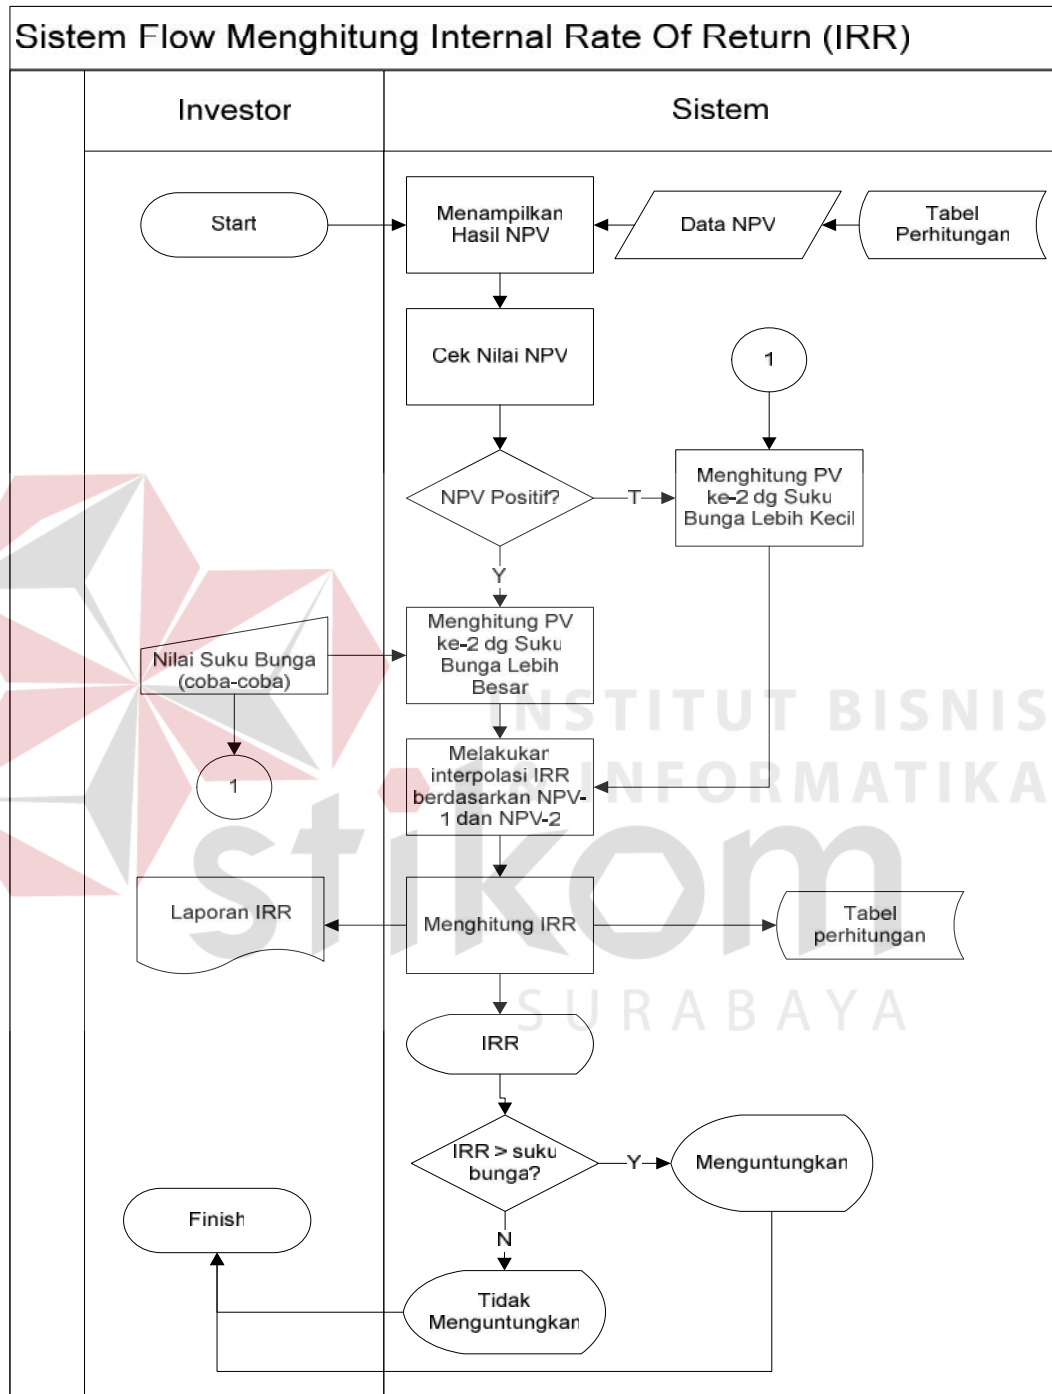 Sistem Flow Menghitung Internal Rate Of Return (IRR)
Investor
Sistem
Start
Menampilkan
Hasil NPV
Data NPV
Tabel
Perhitungan
Cek Nilai NPV
1
NPV Positif?
T
Menghitung PV
ke-2 dg Suku
Bunga Lebih Kecil
Y
Nilai Suku Bunga
(coba-coba)
Menghitung PV
ke-2 dg Suku
Bunga Lebih
Besar
1
Melakukan
interpolasi IRR
berdasarkan NPV-
1 dan NPV-2
Laporan IRR
Menghitung IRR
Tabel
perhitungan
IRR
IRR > suku
bunga?
Y
Menguntungkan
N
Finish
Tidak
Menguntungkan
INSTITUT BISNIS
& INFORMATIKA
stikom
SURABAYA